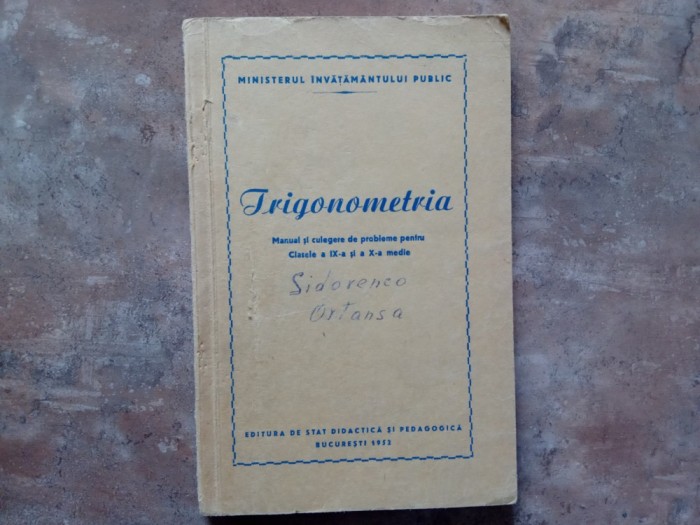 MINISTERUL ÎNVĂȚĂMÂNTULUI PUBLIC
Trigonometria
Manual și culegere de probleme pentru
Clasele a IX-a și a X-a medie
Sidorenco
Ortansa
EDITURA DE STAT DIDACTICĂ ȘI PEDAGOGICĂ
BUCUREȘTI 1952